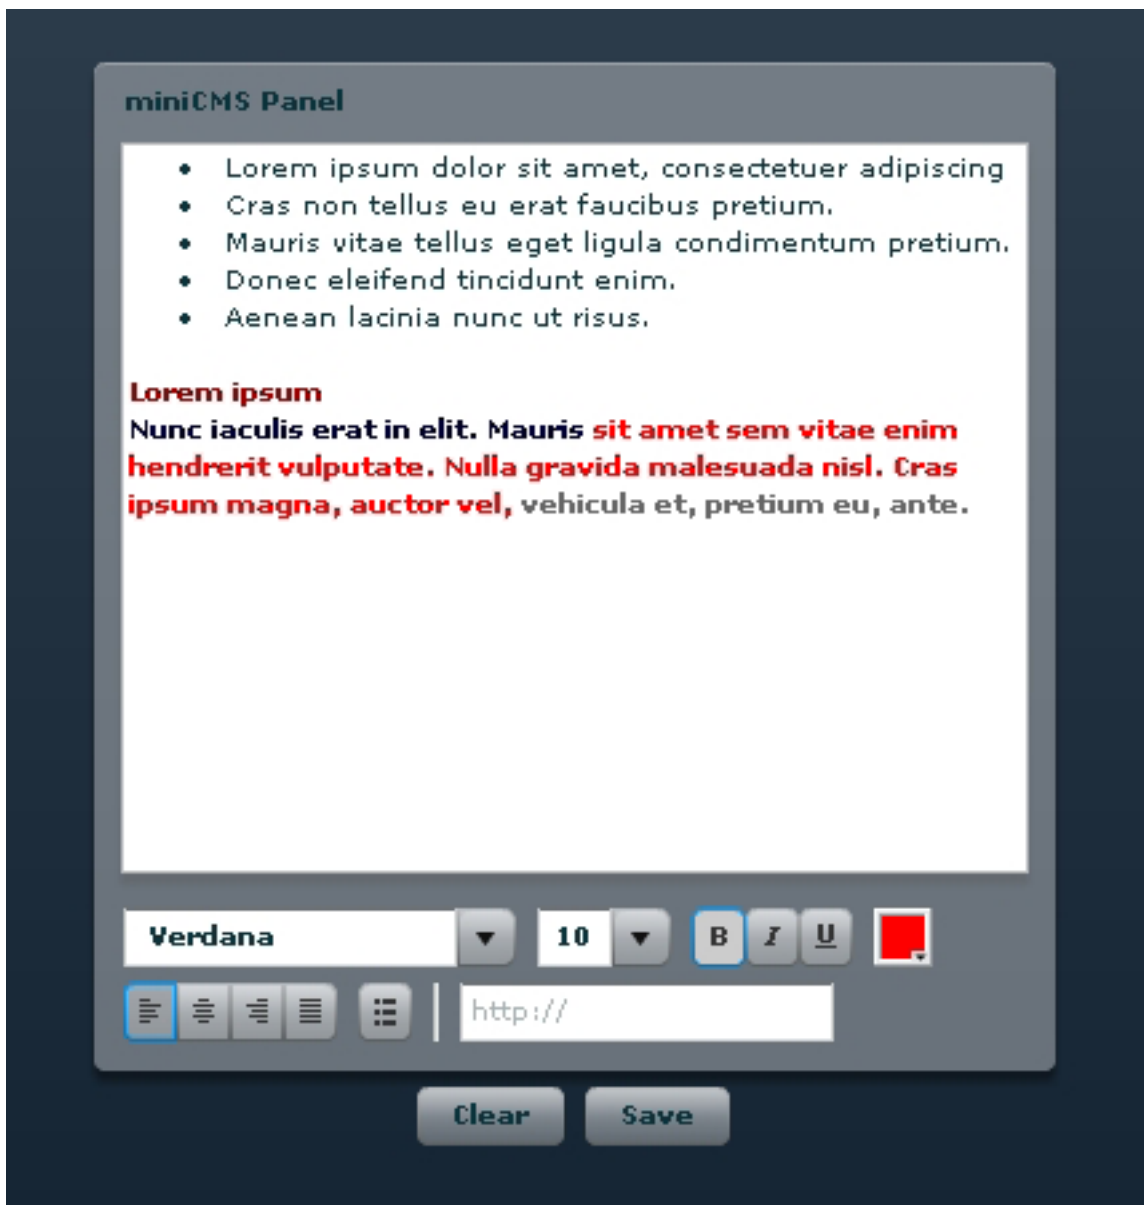 miniCMS Panel
• Lorem ipsum dolor sit amet, consectetuer adipiscing
• Cras non tellus eu erat faucibus pretium.
• Mauris vitae tellus eget ligula condimentum pretium.
• Donec eleifend tincidunt enim.
• Aenean lacinia nunc ut risus.
Lorem ipsum
Nunc iaculis erat in elit. Mauris sit amet sem vitae enim
hendrerit vulputate. Nulla gravida malesuada nisl. Cras
ipsum magna, auctor vel, vehicula et, pretium eu, ante.
Verdana 10 B I U
http://
Clear Save